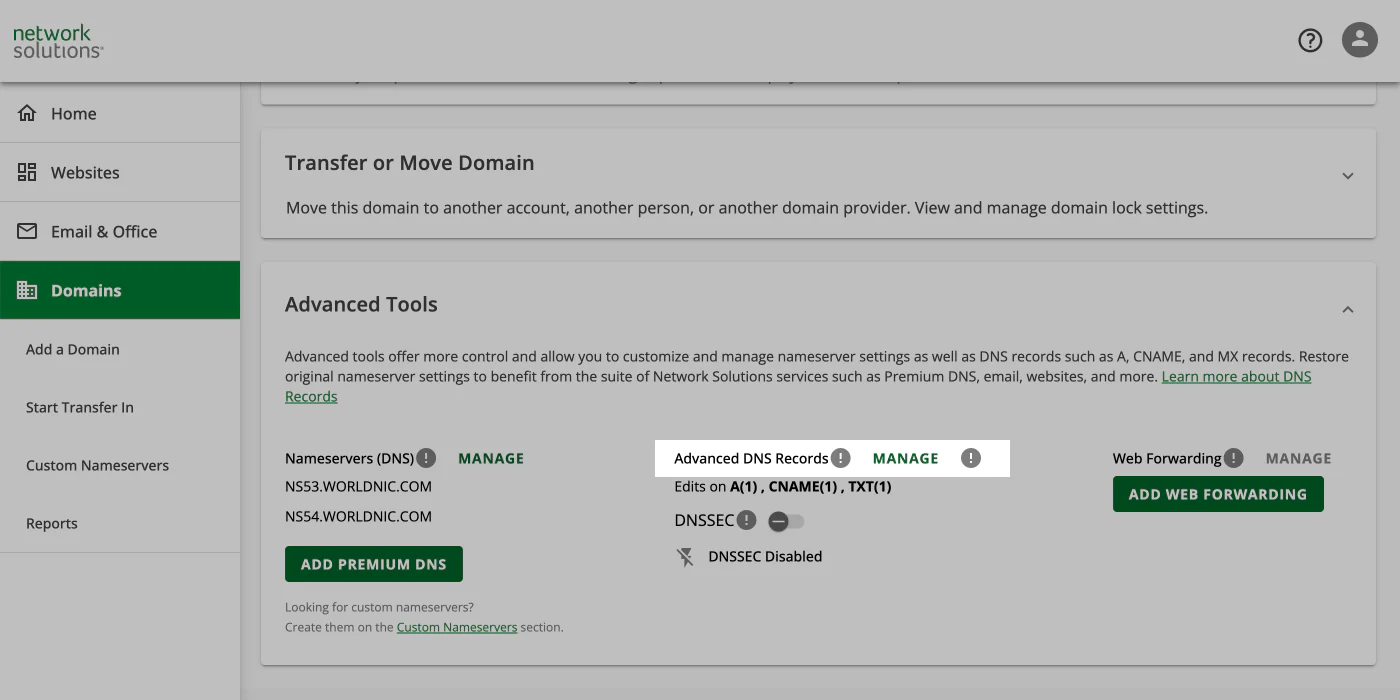 network
solutions®
Home
Websites
Email & Office
Domains
Add a Domain
Start Transfer In
Custom Nameservers
Reports
Transfer or Move Domain
Move this domain to another account, another person, or another domain provider. View and manage domain lock settings.
Advanced Tools
Advanced tools offer more control and allow you to customize and manage nameserver settings as well as DNS records such as A, CNAME, and MX records. Restore
original nameserver settings to benefit from the suite of Network Solutions services such as Premium DNS, email, websites, and more. Learn more about DNS
Records
Nameservers (DNS) MANAGE
NS53.WORLDNIC.COM
NS54.WORLDNIC.COM
ADD PREMIUM DNS
Looking for custom nameservers?
Create them on the Custom Nameservers section.
Advanced DNS Records MANAGE
Edits on A(1) , CNAME(1) , TXT(1)
DNSSEC
DNSSEC Disabled
Web Forwarding MANAGE
ADD WEB FORWARDING